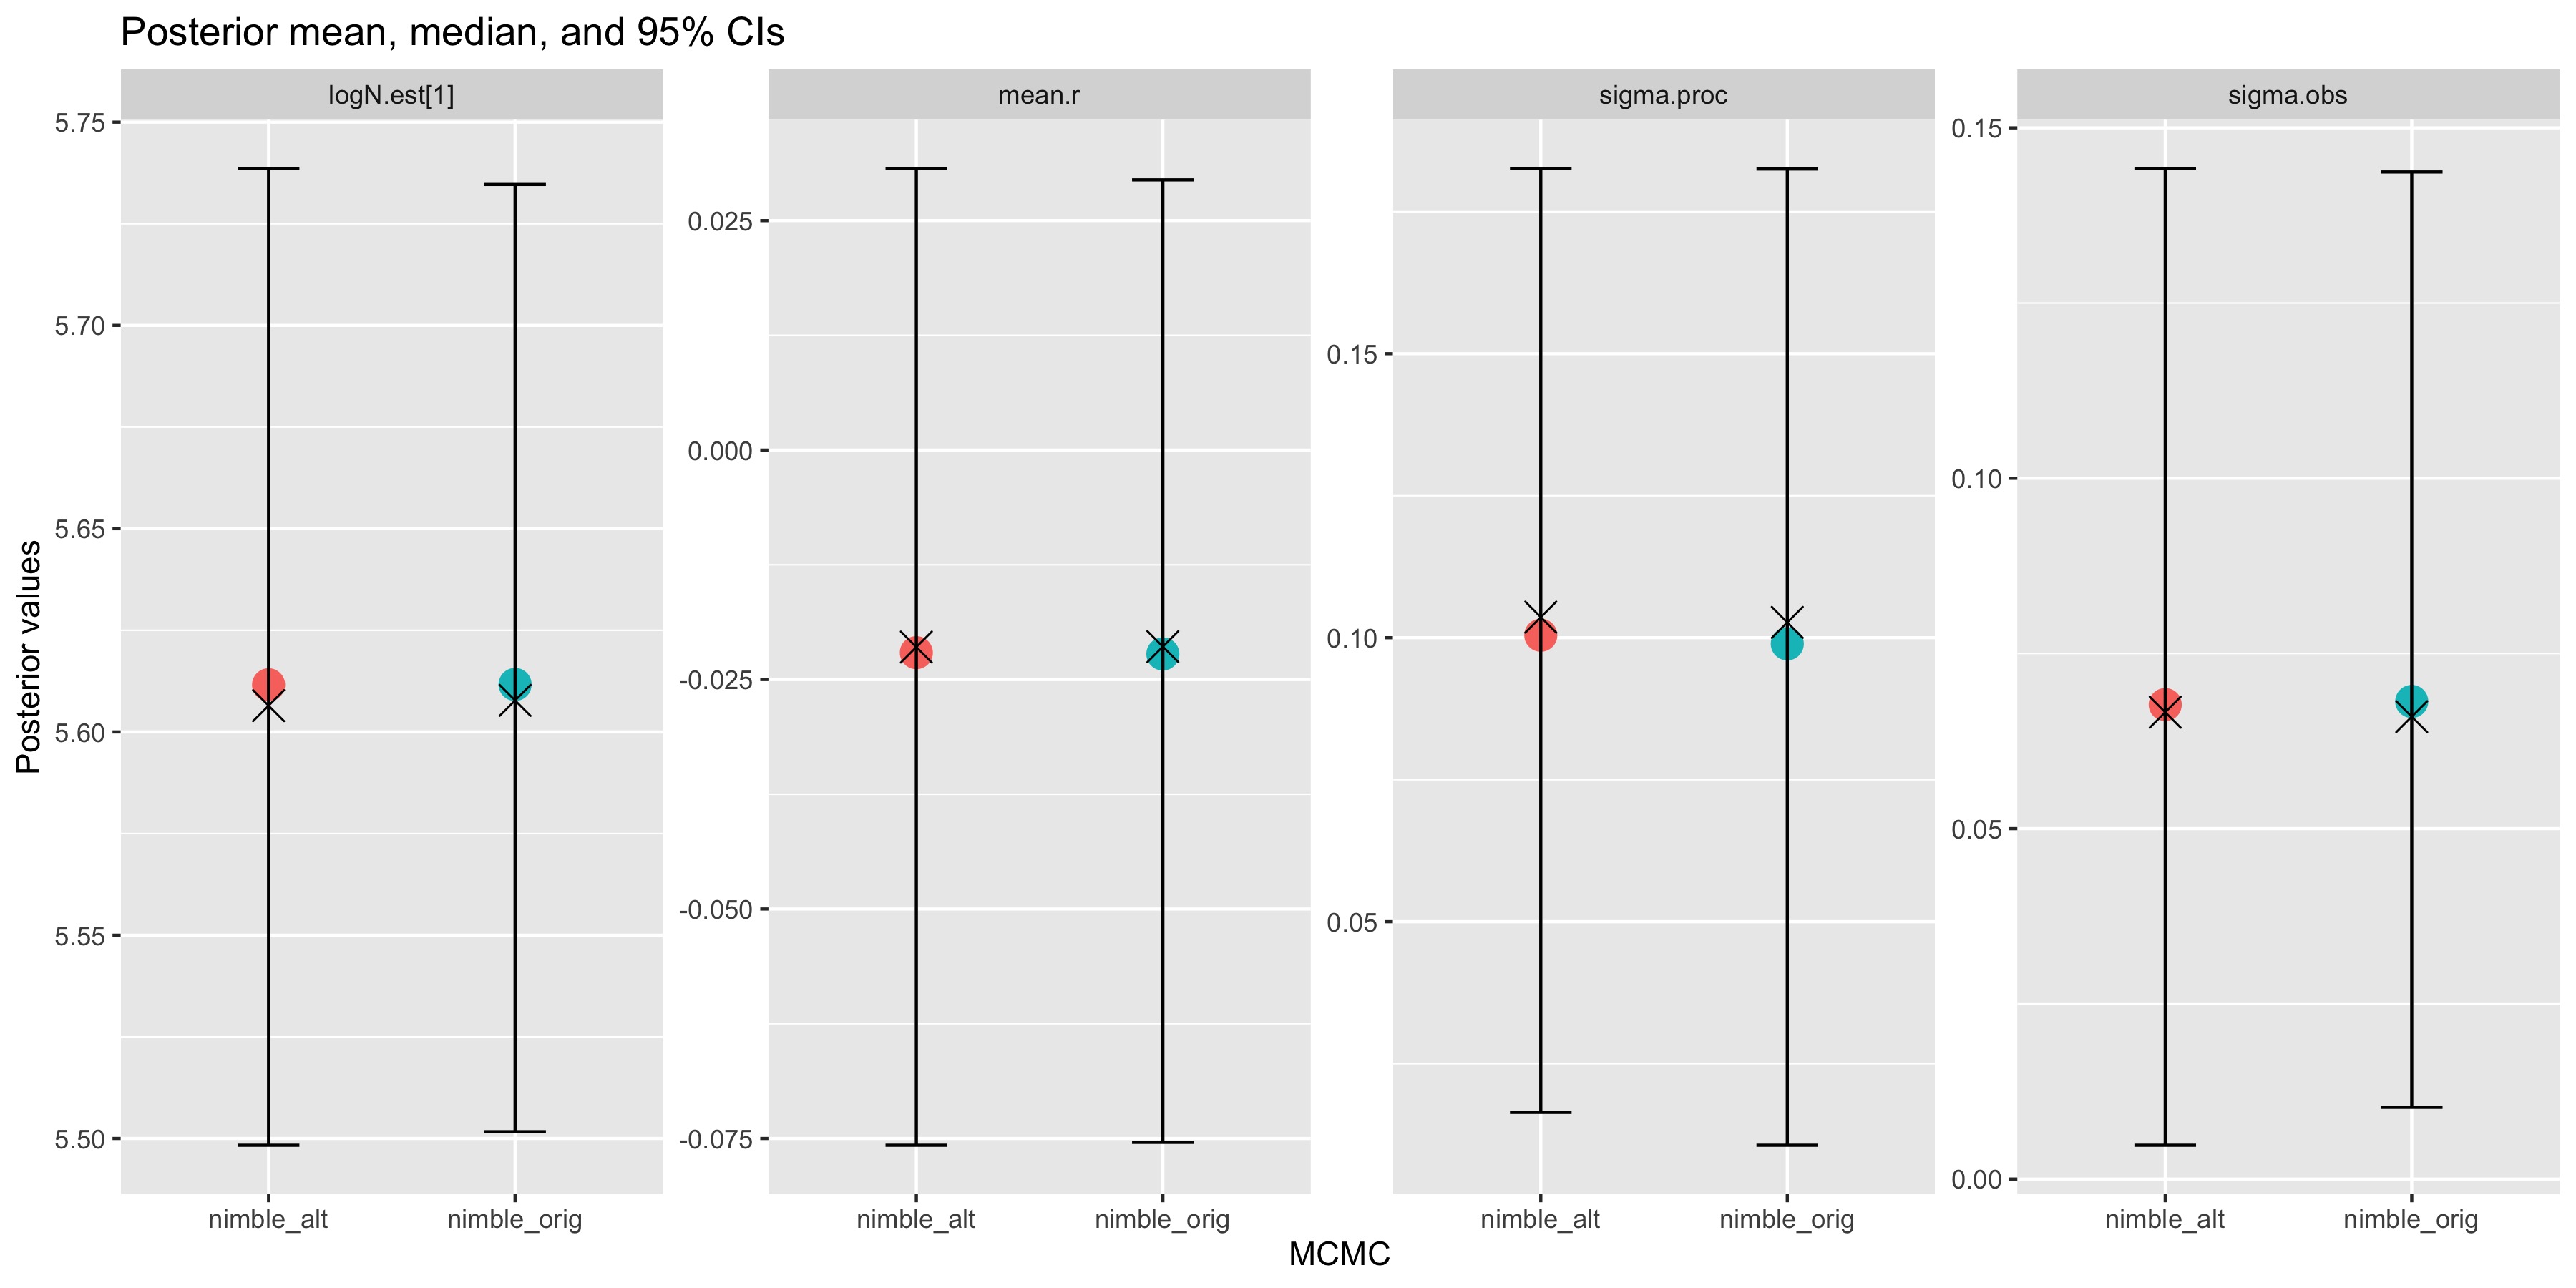 Posterior mean, median, and 95% CIs
logN.est[1]
mean.r
sigma.proc
sigma.obs
Posterior values
5.75
5.70
5.65
5.60
5.55
5.50
0.025
0.000
-0.025
-0.050
-0.075
0.15
0.10
0.05
0.15
0.10
0.05
0.00
nimble_alt nimble_orig
nimble_alt nimble_orig
nimble_alt nimble_orig
nimble_alt nimble_orig
MCMC